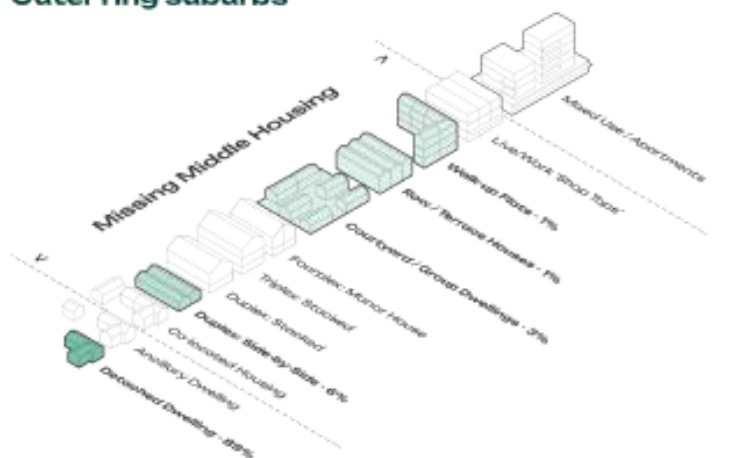 Outer ring suburbs
Missing Middle Housing
Mixed Use / Apartments
Live/Work 'Shop Tops'
Walk-up Flats - 1%
Row / Terrace Houses - 1%
Courtyard / Group Dwellings - 3%
Fourplex: Manor House
Triplex: Stacked
Duplex: Stacked
Duplex: Side-by-Side - 6%
Co-located Housing
Ancillary Dwelling
Detached Dwelling - 89%